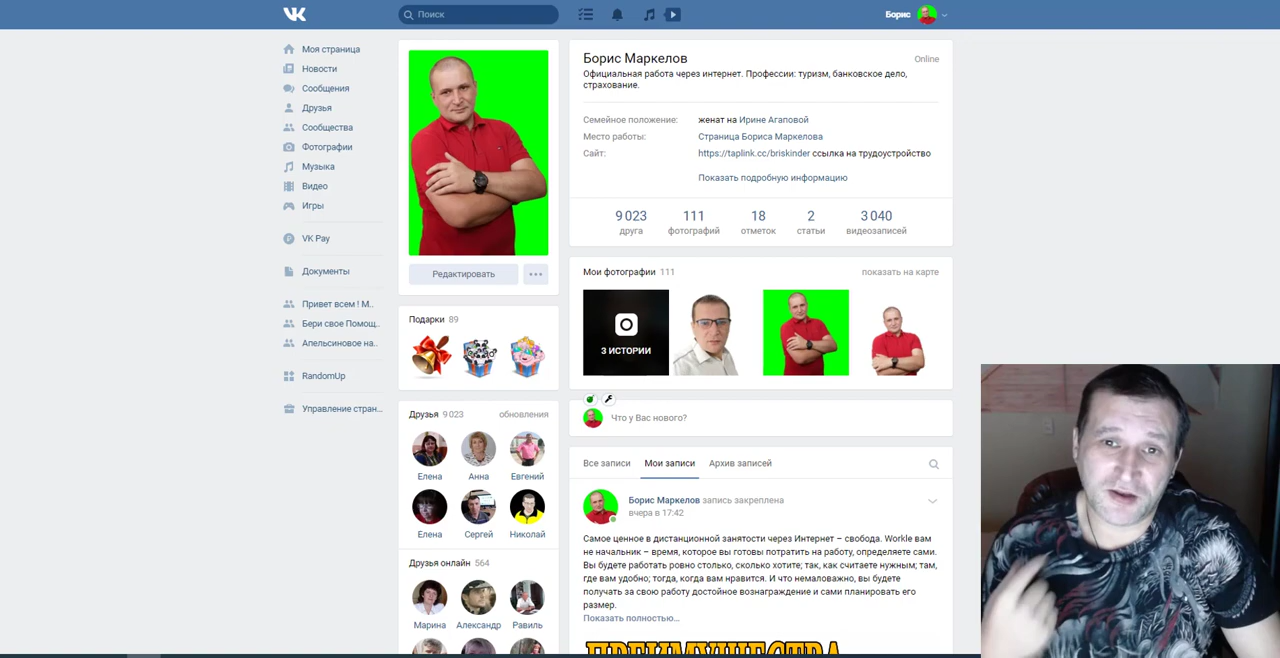 Поиск
Борис
Моя страница
Новости
Сообщения
Друзья
Сообщества
Фотографии
Музыка
Видео
Игры
VK Pay
Документы
Привет всем ! М..
Бери свое Помощ..
Апельсиновое на..
RandomUp
Управление стран..
Редактировать
Подарки 89
Друзья 9 023 обновления
Елена Анна Евгений
Елена Сергей Николай
Друзья онлайн 564
Марина Александр Равиль
Борис Маркелов Online
Официальная работа через интернет. Профессии: туризм, банковское дело,
страхование.
Семейное положение: женат на Ирине Агаповой
Место работы: Страница Бориса Маркелова
Сайт: https://taplink.cc/briskinder ссылка на трудоустройство
Показать подробную информацию
9 023 111 18 2 3 040
друга фотографий отметок статьи видеозаписей
Мои фотографии 111 показать на карте
3 ИСТОРИИ
Что у Вас нового?
Все записи Мои записи Архив записей
Борис Маркелов запись закреплена
вчера в 17:42
Самое ценное в дистанционной занятости через Интернет – свобода. Workle вам
не начальник – время, которое вы готовы потратить на работу, определяете сами.
Вы будете работать ровно столько, сколько хотите; так, как считаете нужным; там,
где вам удобно; тогда, когда вам нравится. И что немаловажно, вы будете
получать за свою работу достойное вознаграждение и сами планировать его
размер.
Показать полностью…
ПРЕИМУЩЕСТВА